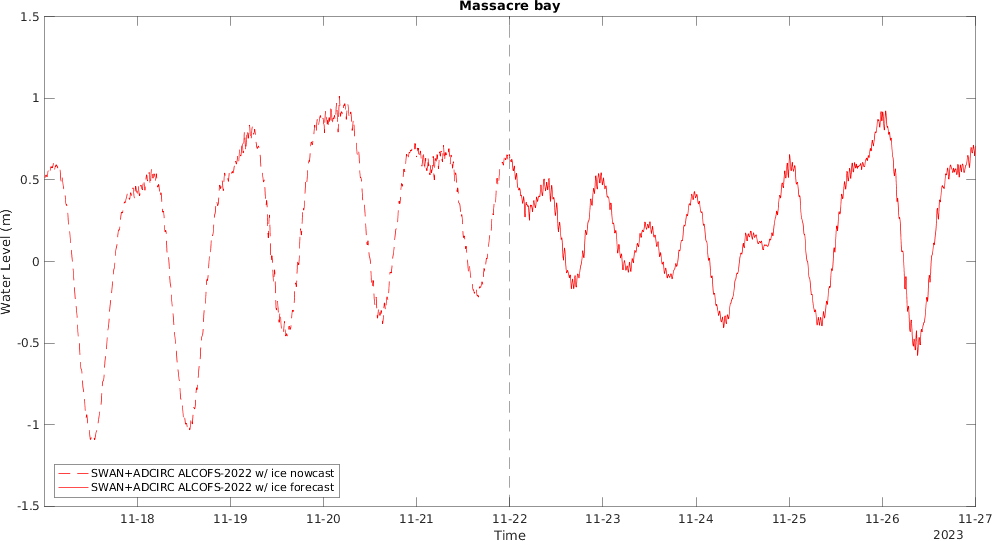 Massacre bay
1.5
1
0.5
0
-0.5
-1
-1.5
Water Level (m)
SWAN+ADCIRC ALCOFS-2022 w/ ice nowcast
SWAN+ADCIRC ALCOFS-2022 w/ ice forecast
11-18 11-19 11-20 11-21 11-22 11-23 11-24 11-25 11-26 11-27
Time
2023